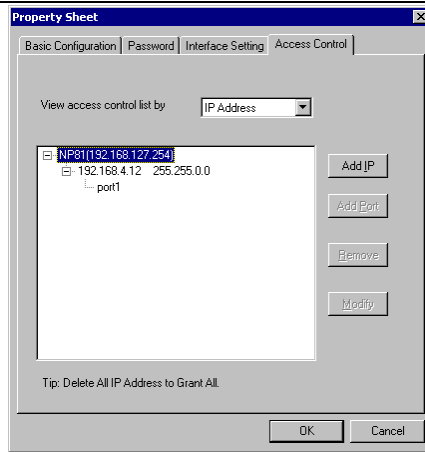 Property Sheet
Basic Configuration Password Interface Setting Access Control
View access control list by IP Address
NP81(192.168.127.254)
192.168.4.12 255.255.0.0
port1
Add IP
Add Port
Remove
Modify
Tip: Delete All IP Address to Grant All.
OK Cancel